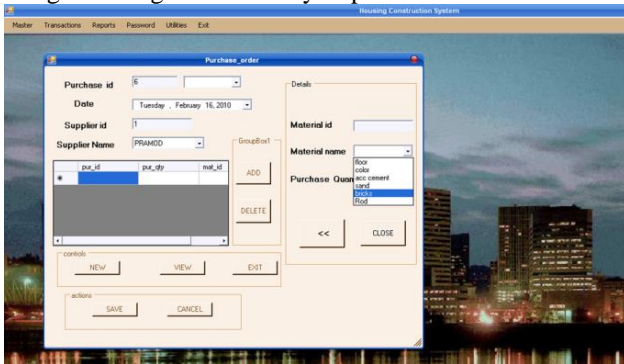 Housing Construction System
Master Transactions Reports Password Utilities Exit
Purchase_order
Purchase id 6
Date Tuesday , February 16, 2010
Supplier id 1
Supplier Name PRAMOD
pur_id pur_qty mat_id
GroupBox1
ADD
DELETE
Details
Material id
Material name
floor
color
acc cement
sand
bricks
Rod
Purchase Quan
<< CLOSE
controls
NEW VIEW EXIT
actions
SAVE CANCEL